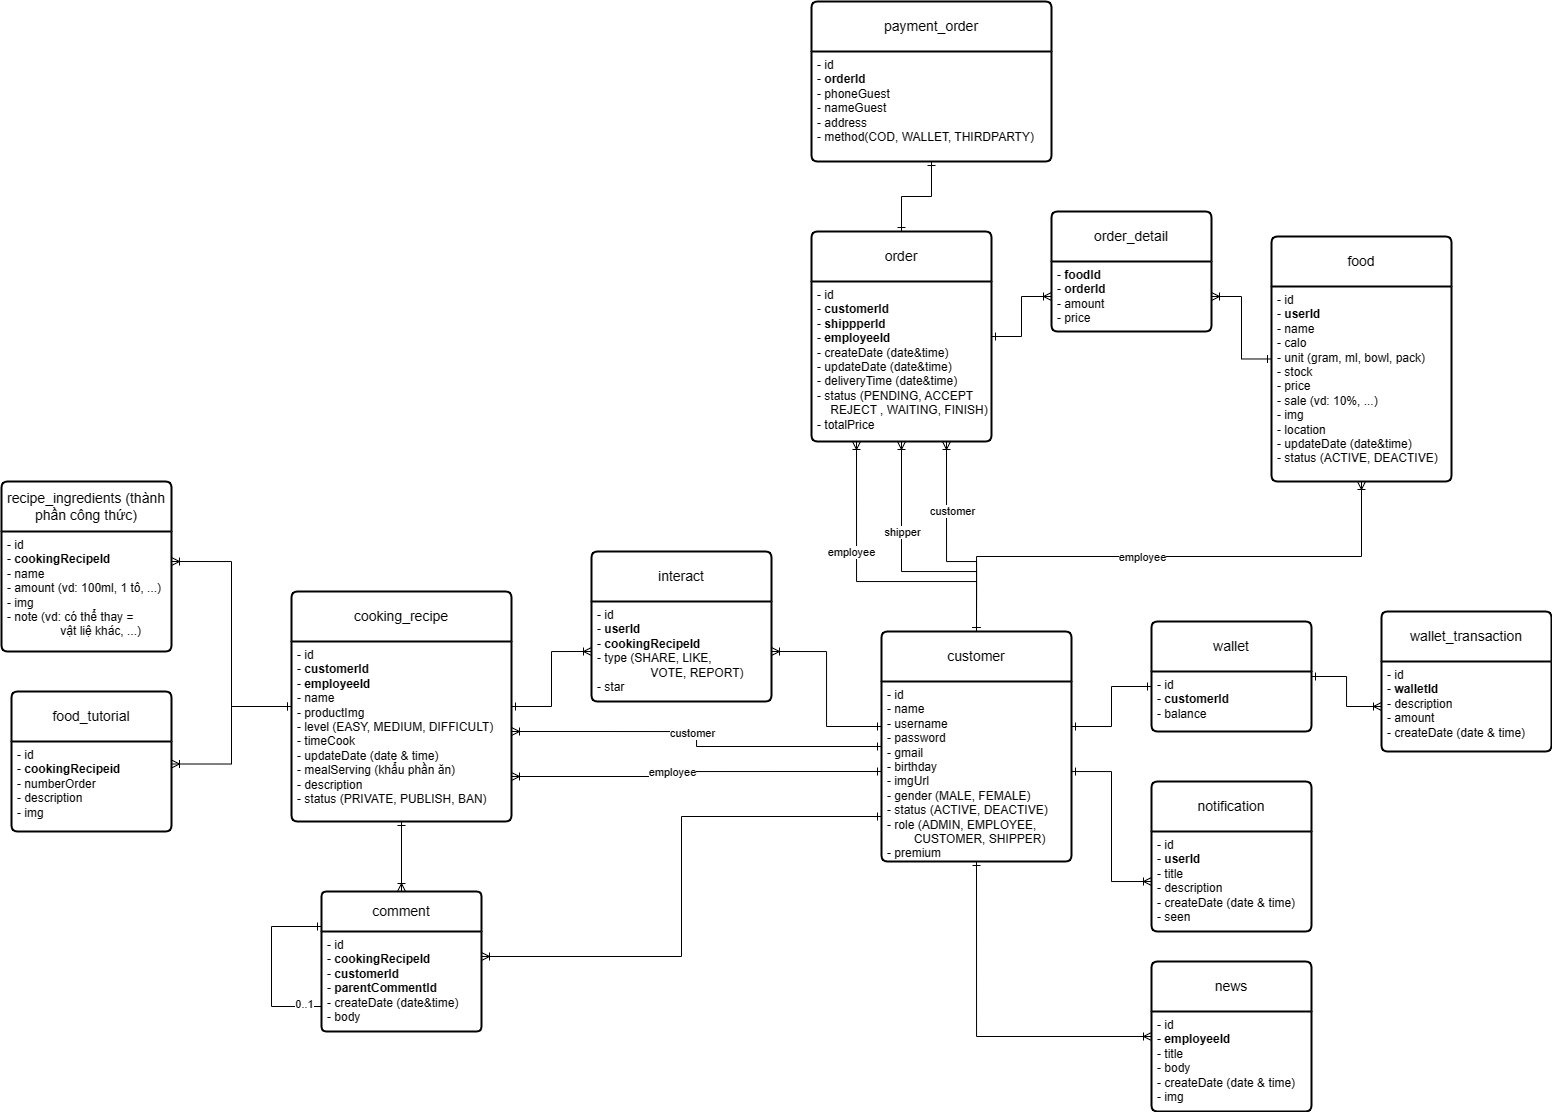 payment_order
- id
- orderId
- phoneGuest
- nameGuest
- address
- method(COD, WALLET, THIRDPARTY)
order
- id
- customerId
- shippperId
- employeeId
- createDate (date&time)
- updateDate (date&time)
- deliveryTime (date&time)
- status (PENDING, ACCEPT
REJECT , WAITING, FINISH)
- totalPrice
order_detail
- foodId
- orderId
- amount
- price
food
- id
- userId
- name
- calo
- unit (gram, ml, bowl, pack)
- stock
- price
- sale (vd: 10%, ...)
- img
- location
- updateDate (date&time)
- status (ACTIVE, DEACTIVE)
customer
shipper
employee
employee
recipe_ingredients (thành
phần công thức)
- id
- cookingRecipeId
- name
- amount (vd: 100ml, 1 tô, ...)
- img
- note (vd: có thể thay =
vật liệ khác, ...)
food_tutorial
- id
- cookingRecipeid
- numberOrder
- description
- img
cooking_recipe
- id
- customerId
- employeeId
- name
- productImg
- level (EASY, MEDIUM, DIFFICULT)
- timeCook
- updateDate (date & time)
- mealServing (khẩu phần ăn)
- description
- status (PRIVATE, PUBLISH, BAN)
interact
- id
- userId
- cookingRecipeId
- type (SHARE, LIKE,
VOTE, REPORT)
- star
customer
employee
customer
- id
- name
- username
- password
- gmail
- birthday
- imgUrl
- gender (MALE, FEMALE)
- status (ACTIVE, DEACTIVE)
- role (ADMIN, EMPLOYEE,
CUSTOMER, SHIPPER)
- premium
wallet
- id
- customerId
- balance
wallet_transaction
- id
- walletId
- description
- amount
- createDate (date & time)
notification
- id
- userId
- title
- description
- createDate (date & time)
- seen
comment
- id
- cookingRecipeId
- customerId
- parentCommentId
- createDate (date&time)
- body
0..1
news
- id
- employeeId
- title
- body
- createDate (date & time)
- img